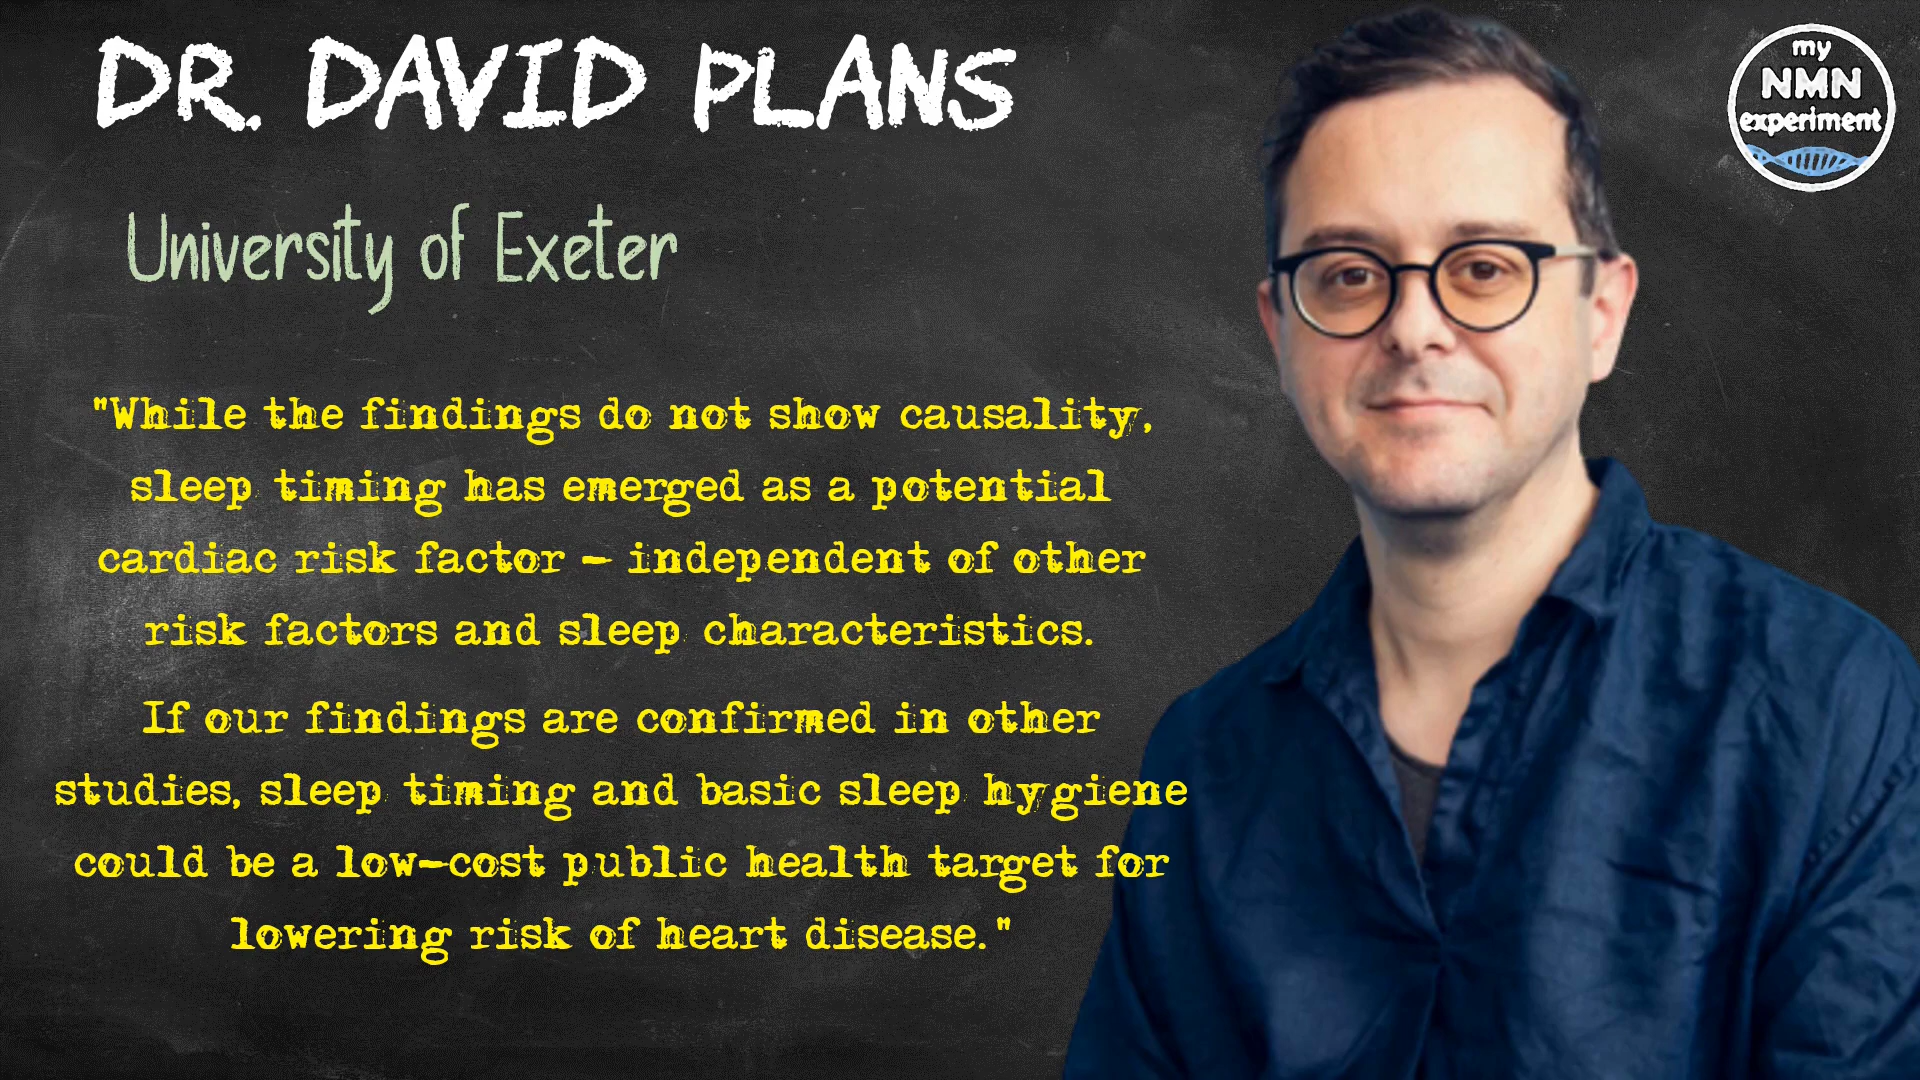 DR. DAVID PLANS
my
NMN
experiment
University of Exeter
"While the findings do not show causality,
sleep timing has emerged as a potential
cardiac risk factor – independent of other
risk factors and sleep characteristics.
If our findings are confirmed in other
studies, sleep timing and basic sleep hygiene
could be a low-cost public health target for
lowering risk of heart disease."